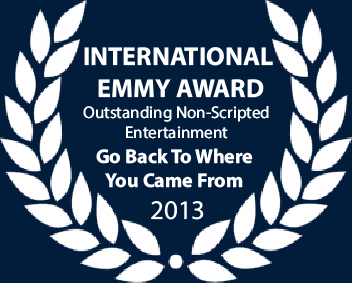 INTERNATIONAL
EMMY AWARD
Outstanding Non-Scripted
Entertainment
Go Back To Where
You Came From
2013